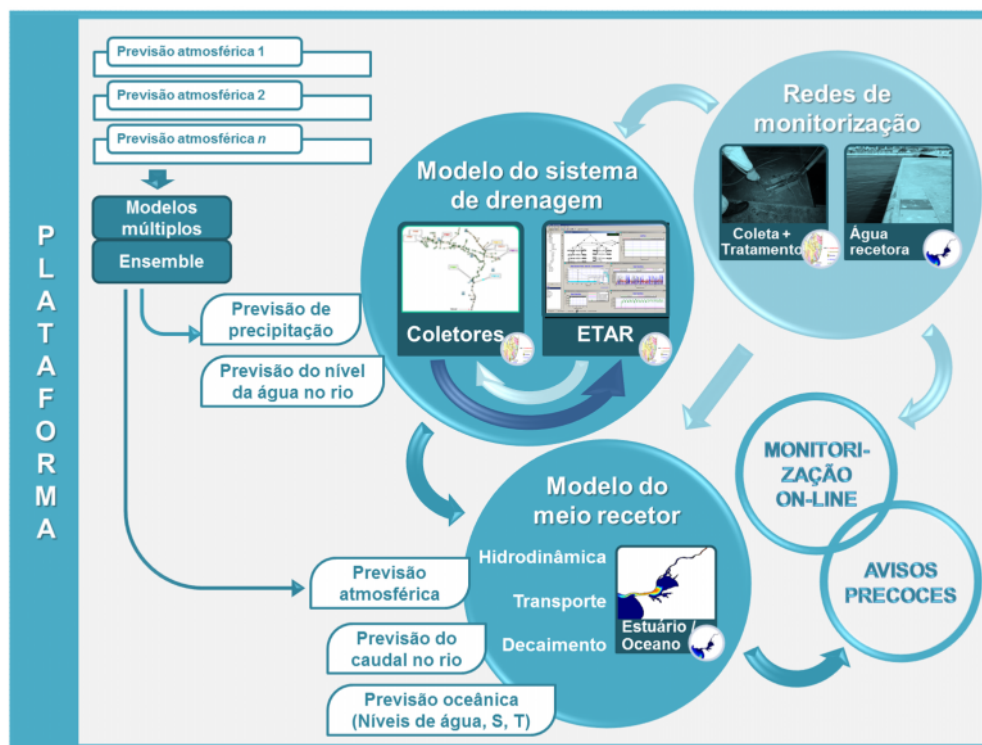 PLATAFORMA
Previsão atmosférica 1
Previsão atmosférica 2
Previsão atmosférica n
Modelos
múltiplos
Ensemble
Previsão de
precipitação
Previsão do nível
da água no rio
Modelo do sistema
de drenagem
Coletores
ETAR
Redes de
monitorização
Coleta +
Tratamento
Água
recetora
MONITORI-
ZAÇÃO
ON-LINE
AVISOS
PRECOCES
Modelo do
meio recetor
Hidrodinâmica
Transporte
Decaimento
Estuário /
Oceano
Previsão
atmosférica
Previsão do
caudal no rio
Previsão oceânica
(Níveis de água, S, T)